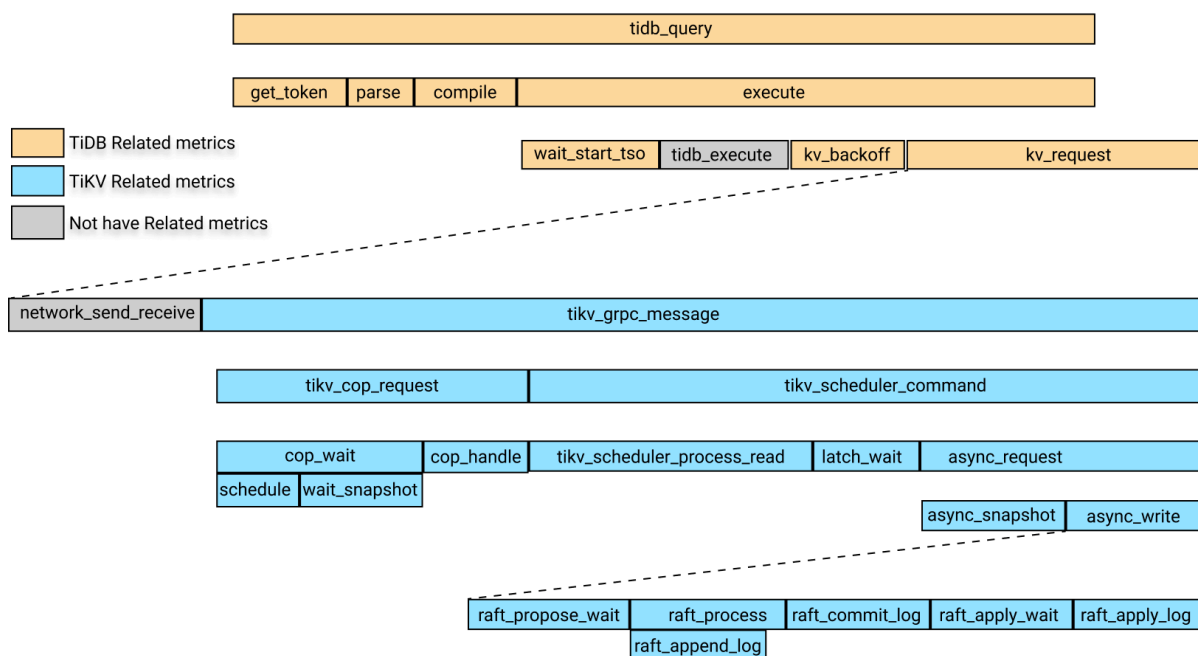 tidb_query
get_token parse compile execute
TiDB Related metrics
wait_start_tso tidb_execute kv_backoff kv_request
TiKV Related metrics
Not have Related metrics
network_send_receive tikv_grpc_message
tikv_cop_request tikv_scheduler_command
cop_wait cop_handle tikv_scheduler_process_read latch_wait async_request
schedule wait_snapshot
async_snapshot async_write
raft_propose_wait raft_process raft_commit_log raft_apply_wait raft_apply_log
raft_append_log